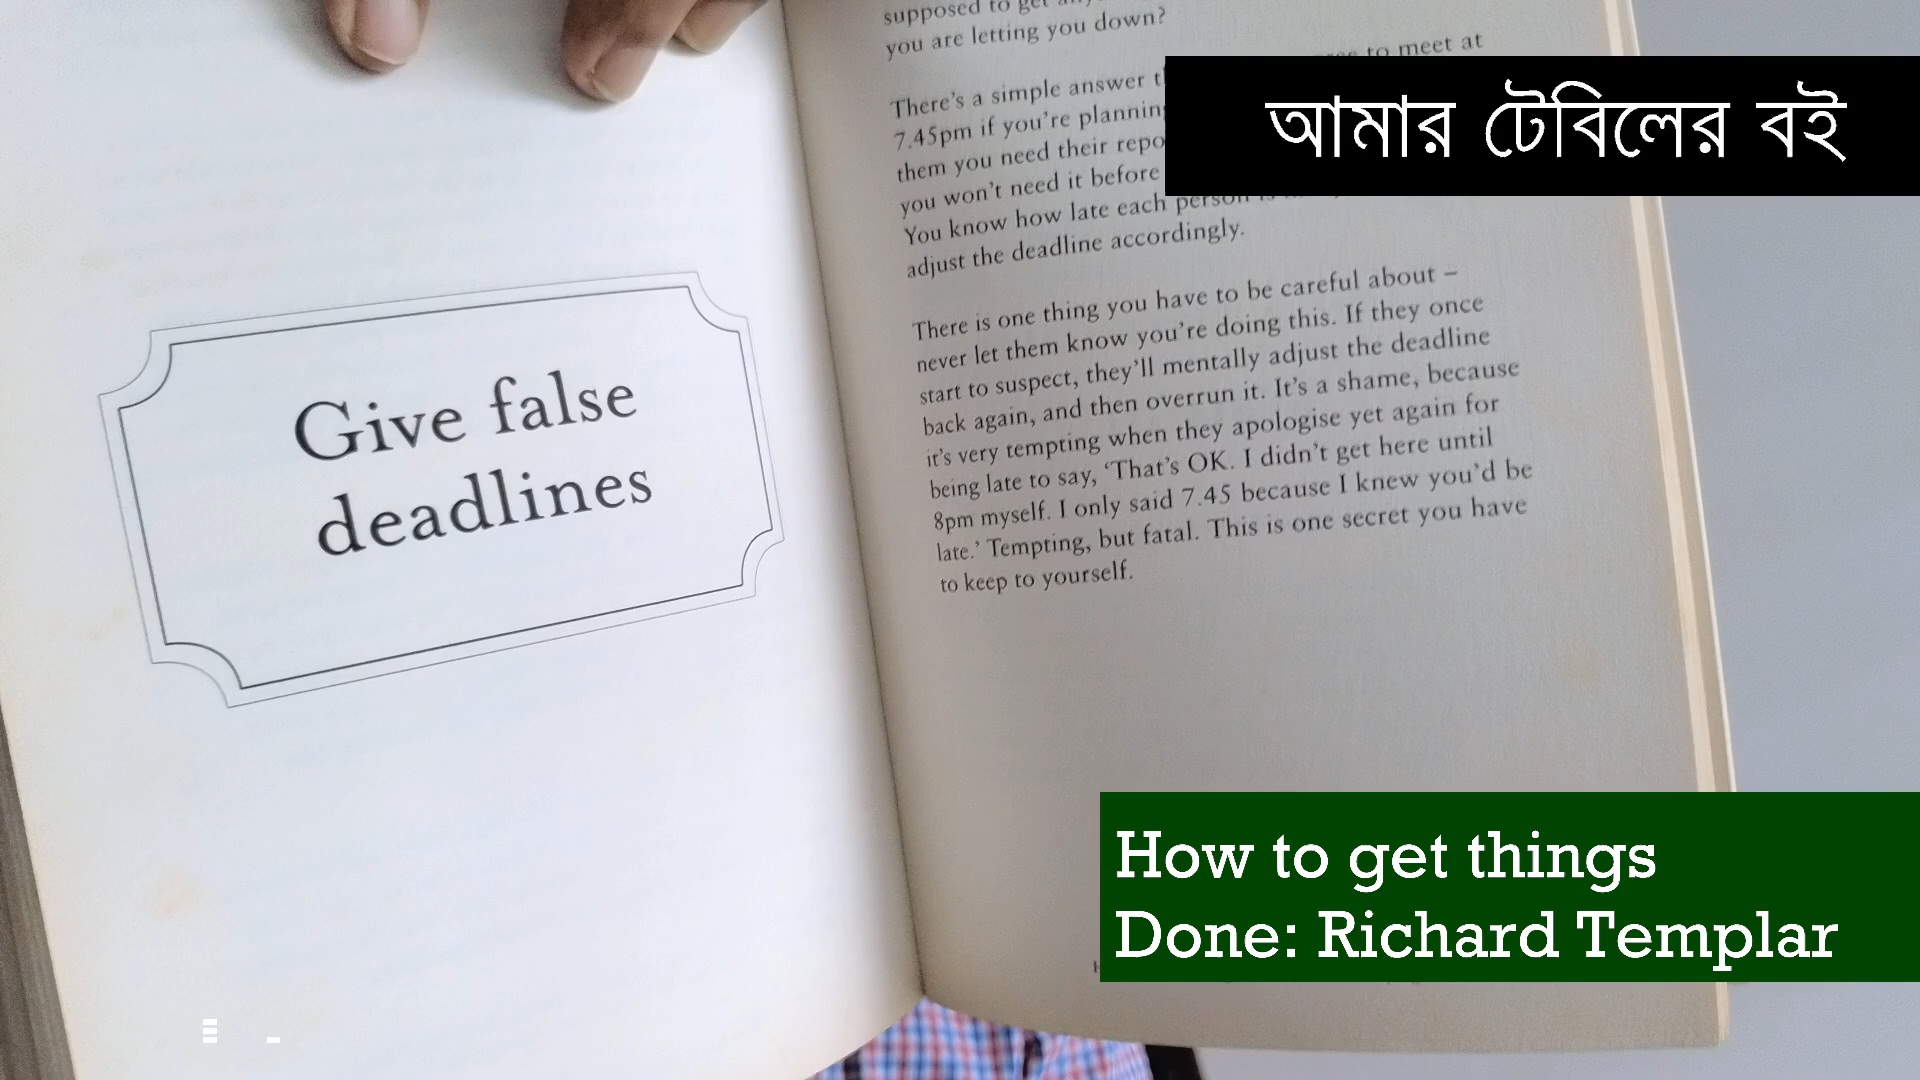 Give false
deadlines
supposed to get
you are letting you down?
There's a simple answer
to meet at
7.45pm if you're planning
them you need their repo
you won't need it before
You know how late each person is
adjust the deadline accordingly.
There is one thing you have to be careful about –
never let them know you're doing this. If they once
start to suspect, they'll mentally adjust the deadline
back again, and then overrun it. It's a shame, because
it's very tempting when they apologise yet again for
being late to say, 'That's OK. I didn't get here until
8pm myself. I only said 7.45 because I knew you'd be
late.' Tempting, but fatal. This is one secret you have
to keep to yourself.
আমার টেবিলের বই
How to get things
Done: Richard Templar